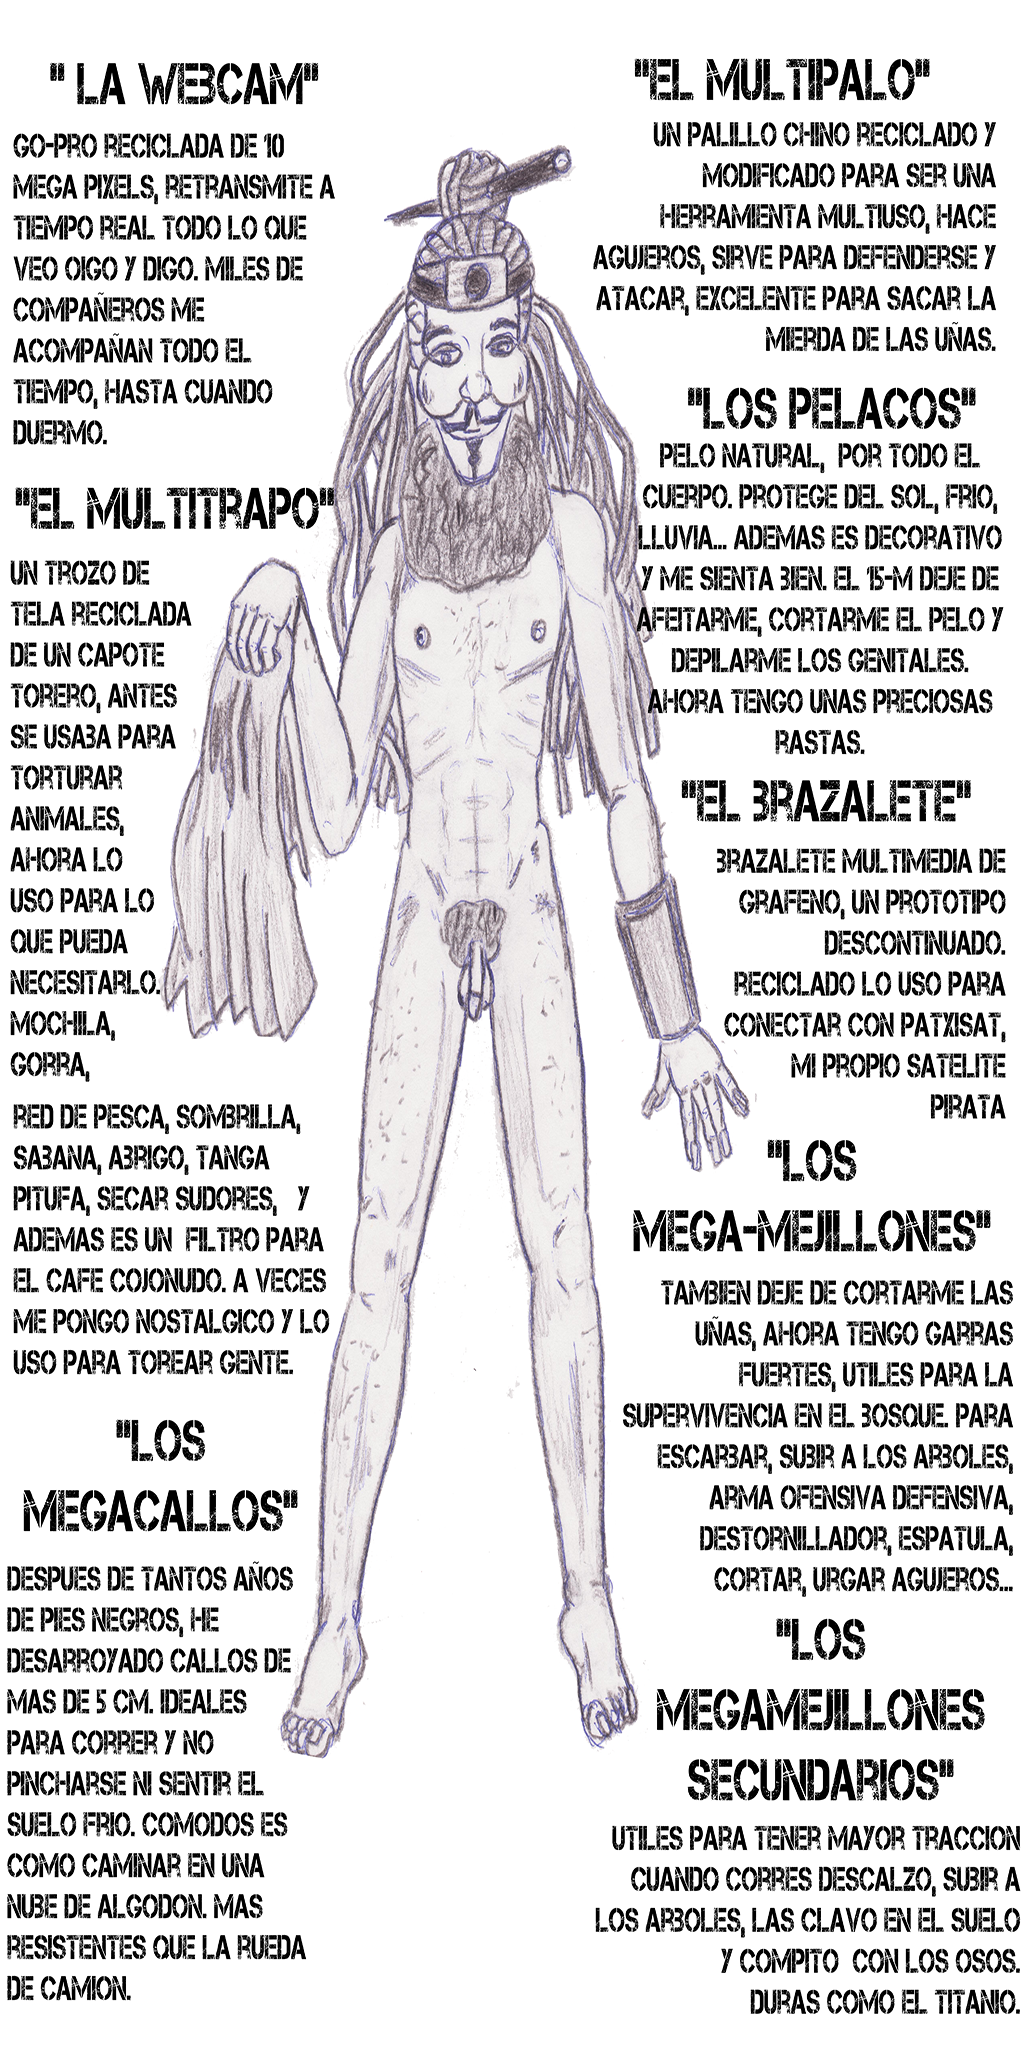 " LA WEBCAM"
GO-PRO RECICLADA DE 10
MEGA PIXELS, RETRANSMITE A
TIEMPO REAL TODO LO QUE
VEO OIGO Y DIGO. MILES DE
COMPAÑEROS ME
ACOMPAÑAN TODO EL
TIEMPO, HASTA CUANDO
DUERMO.
"EL MULTITRAPO"
UN TROZO DE
TELA RECICLADA
DE UN CAPOTE
TORERO, ANTES
SE USABA PARA
TORTURAR
ANIMALES,
AHORA LO
USO PARA LO
QUE PUEDA
NECESITARLO.
MOCHILA,
GORRA,
RED DE PESCA, SOMBRILLA,
SABANA, ABRIGO, TANGA
PITUFA, SECAR SUDORES, Y
ADEMAS ES UN FILTRO PARA
EL CAFE COJONUDO. A VECES
ME PONGO NOSTALGICO Y LO
USO PARA TOREAR GENTE.
"LOS
MEGACALLOS"
DESPUES DE TANTOS AÑOS
DE PIES NEGROS, HE
DESARROYADO CALLOS DE
MAS DE 5 CM. IDEALES
PARA CORRER Y NO
PINCHARSE NI SENTIR EL
SUELO FRIO. COMODOS ES
COMO CAMINAR EN UNA
NUBE DE ALGODON. MAS
RESISTENTES QUE LA RUEDA
DE CAMION.
"EL MULTIPALO"
UN PALILLO CHINO RECICLADO Y
MODIFICADO PARA SER UNA
HERRAMIENTA MULTIUSO, HACE
AGUJEROS, SIRVE PARA DEFENDERSE Y
ATACAR, EXCELENTE PARA SACAR LA
MIERDA DE LAS UÑAS.
"LOS PELACOS"
PELO NATURAL, POR TODO EL
CUERPO. PROTEGE DEL SOL, FRIO,
LLUVIA... ADEMAS ES DECORATIVO
Y ME SIENTA BIEN. EL 15-M DEJE DE
AFEITARME, CORTARME EL PELO Y
DEPILARME LOS GENITALES.
AHORA TENGO UNAS PRECIOSAS
RASTAS.
"EL BRAZALETE"
BRAZALETE MULTIMEDIA DE
GRAFENO, UN PROTOTIPO
DESCONTINUADO.
RECICLADO LO USO PARA
CONECTAR CON PATXISAT,
MI PROPIO SATELITE
PIRATA
"LOS
MEGA-MEJILLONES"
TAMBIEN DEJE DE CORTARME LAS
UÑAS, AHORA TENGO GARRAS
FUERTES, UTILES PARA LA
SUPERVIVENCIA EN EL BOSQUE. PARA
ESCARBAR, SUBIR A LOS ARBOLES,
ARMA OFENSIVA DEFENSIVA,
DESTORNILLADOR, ESPATULA,
CORTAR, URGAR AGUJEROS...
"LOS
MEGAMEJILLONES
SECUNDARIOS"
UTILES PARA TENER MAYOR TRACCION
CUANDO CORRES DESCALZO, SUBIR A
LOS ARBOLES, LAS CLAVO EN EL SUELO
Y COMPITO CON LOS OSOS.
DURAS COMO EL TITANIO.